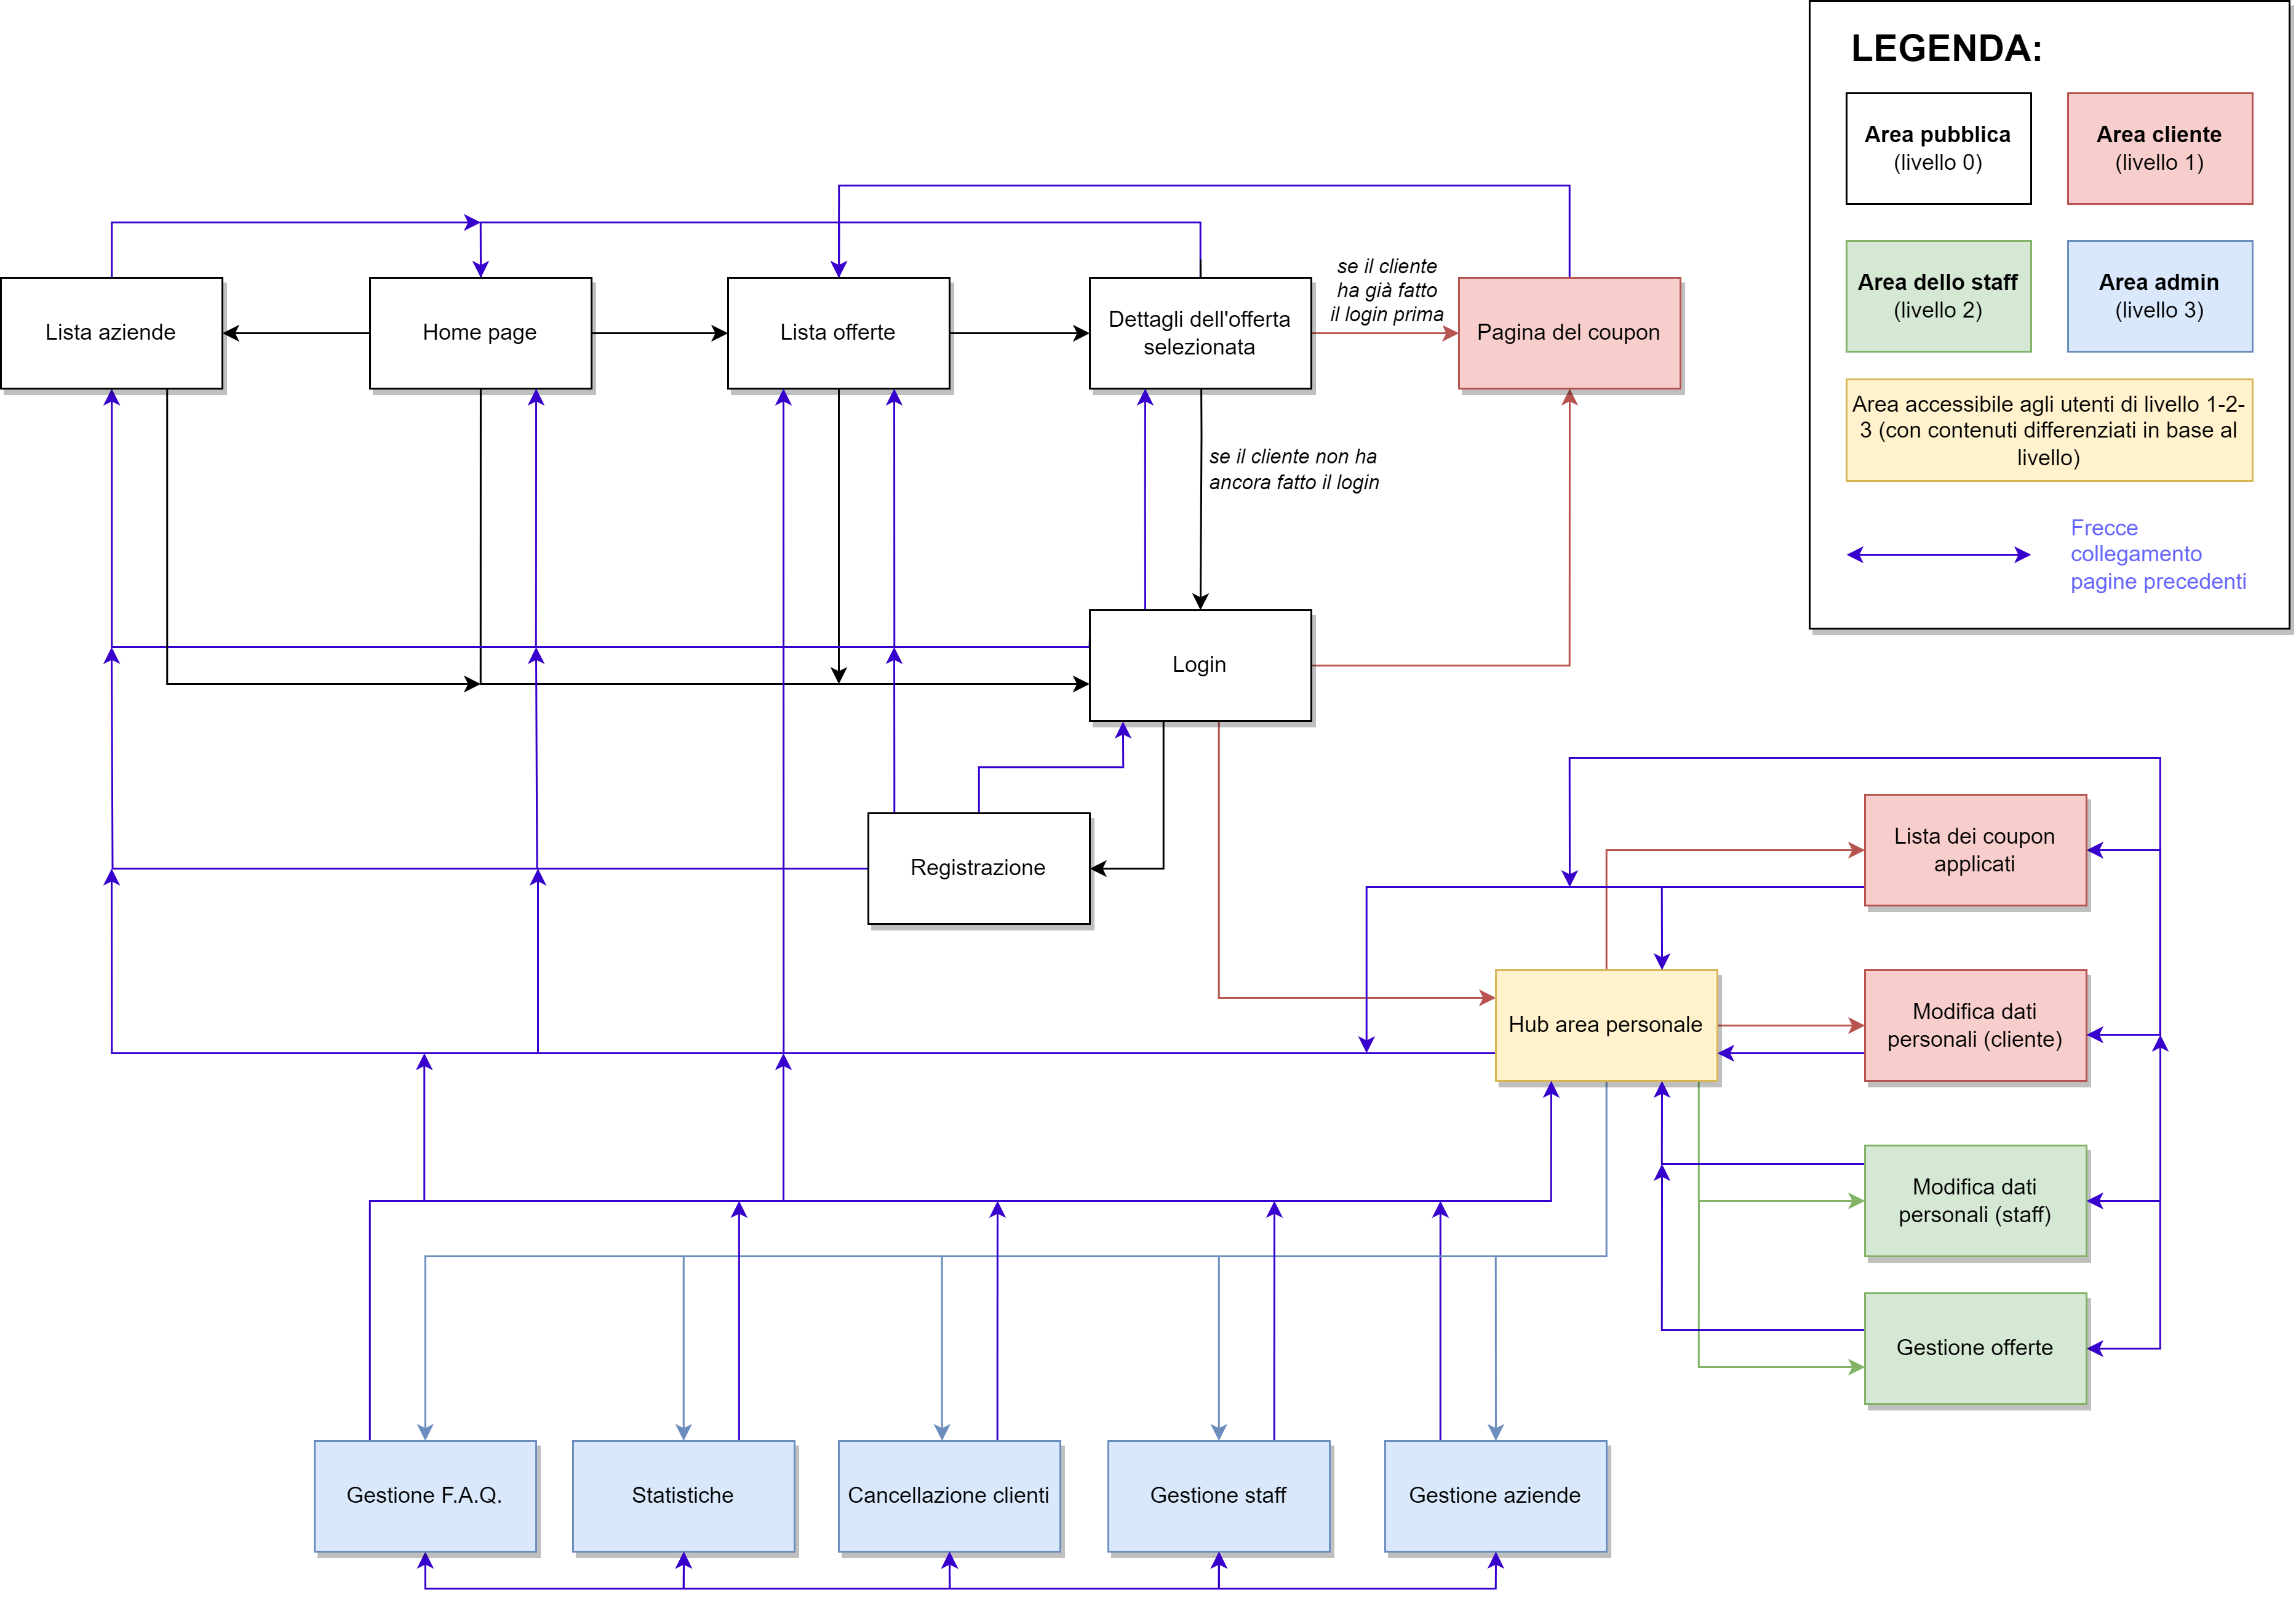 LEGENDA:
Area pubblica
(livello 0)
Area cliente
(livello 1)
Area dello staff
(livello 2)
Area admin
(livello 3)
Area accessibile agli utenti di livello 1-2-
3 (con contenuti differenziati in base al
livello)
Frecce
collegamento
pagine precedenti
Lista aziende
Home page
Lista offerte
Dettagli dell'offerta
selezionata
se il cliente
ha già fatto
il login prima
Pagina del coupon
se il cliente non ha
ancora fatto il login
Login
Registrazione
Lista dei coupon
applicati
Hub area personale
Modifica dati
personali (cliente)
Modifica dati
personali (staff)
Gestione offerte
Gestione F.A.Q.
Statistiche
Cancellazione clienti
Gestione staff
Gestione aziende